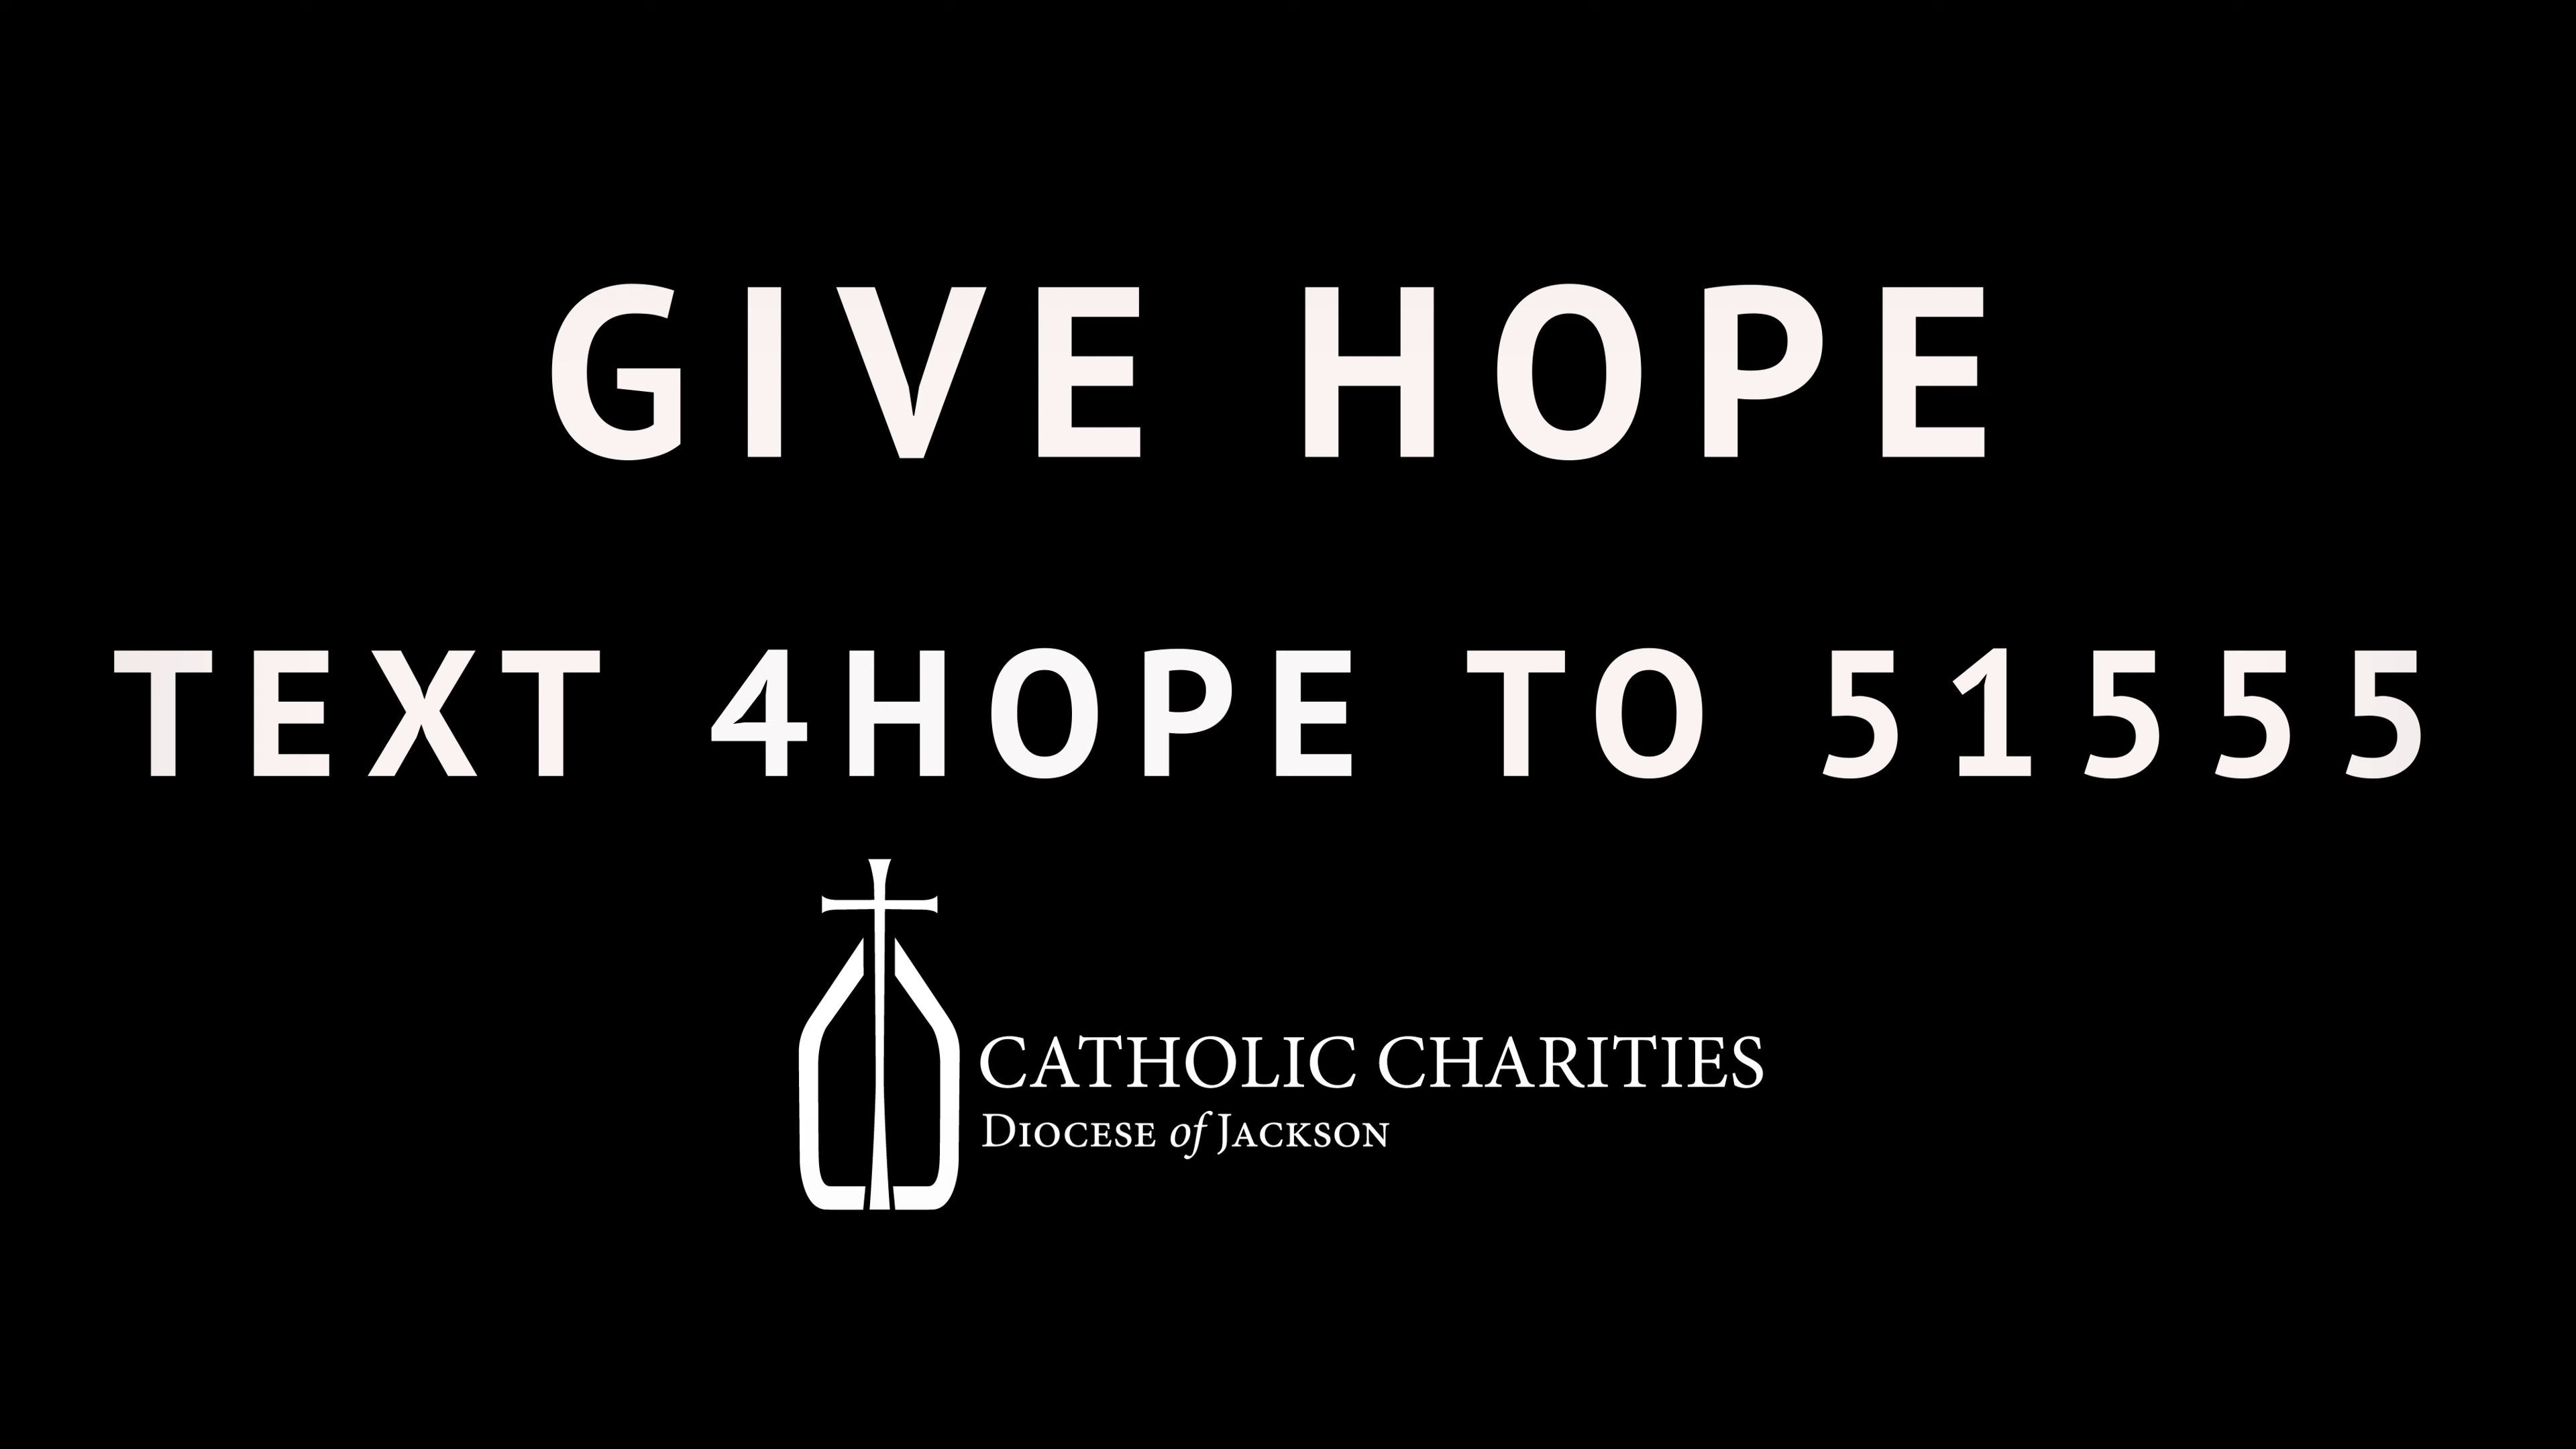 GIVE HOPE
TEXT 4HOPE TO 51555
CATHOLIC CHARITIES
DIOCESE of JACKSON